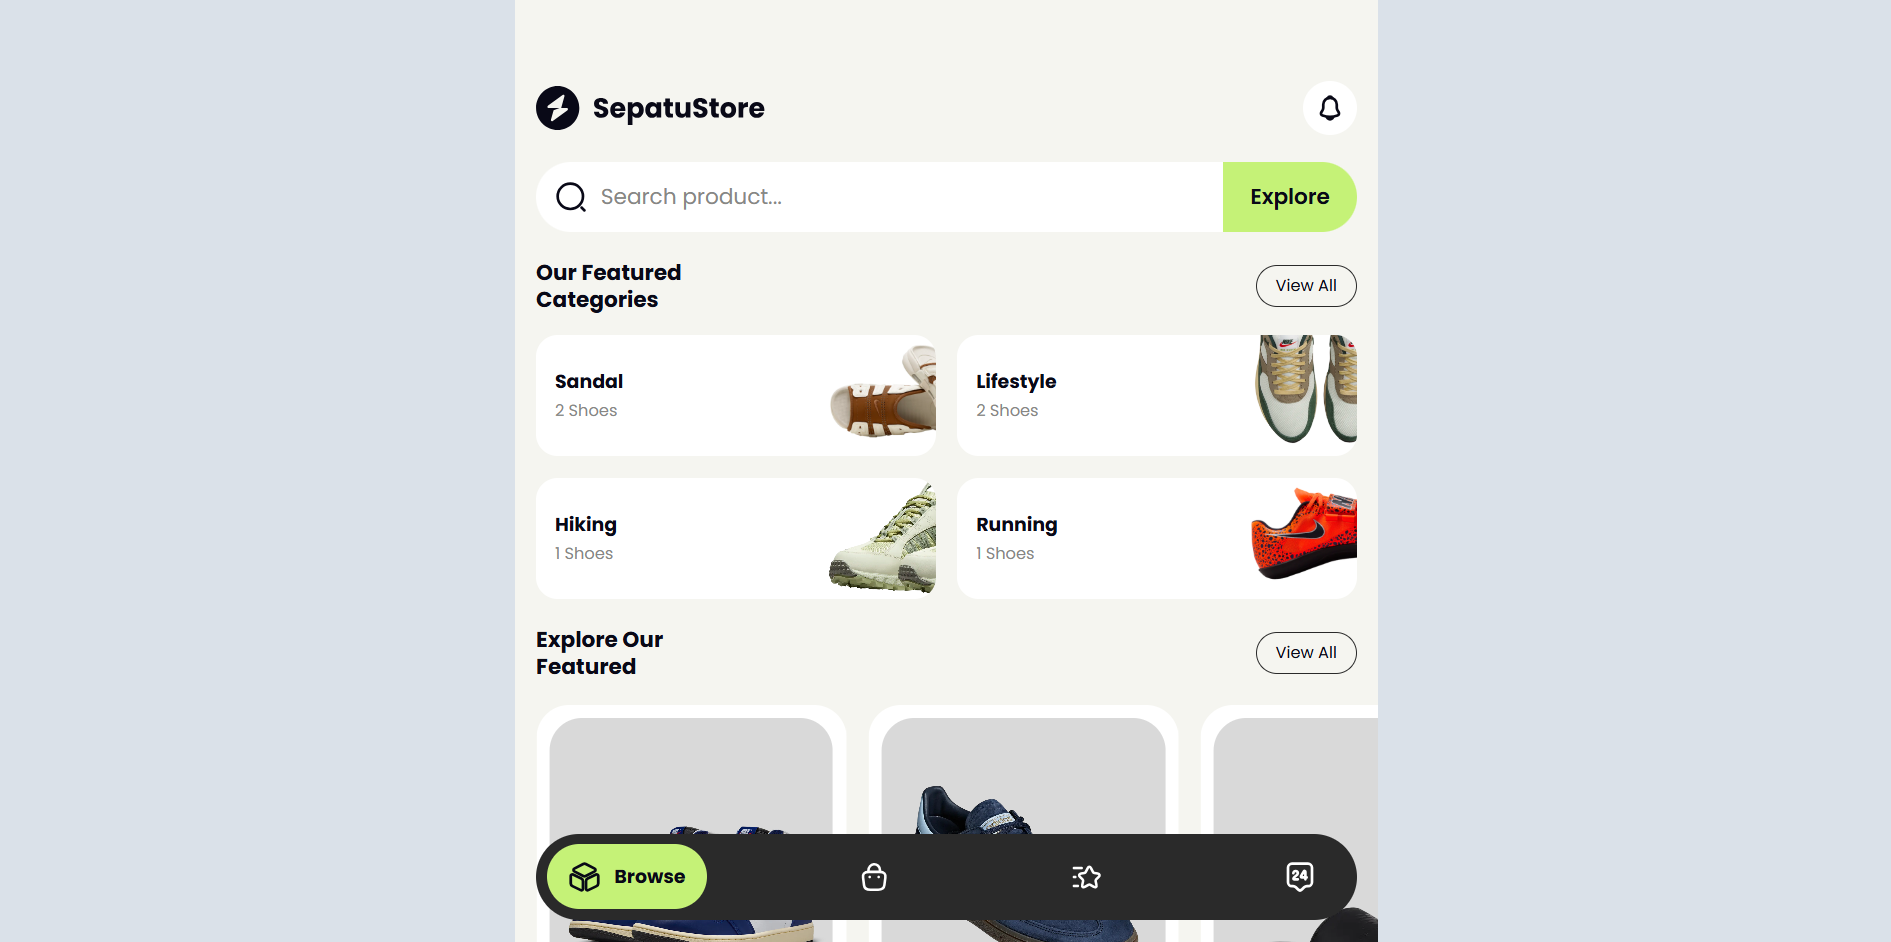 SepatuStore
Search product...
Explore
Our Featured
Categories
View All
Sandal
2 Shoes
Lifestyle
2 Shoes
Hiking
1 Shoes
Running
1 Shoes
Explore Our
Featured
View All
Browse
24